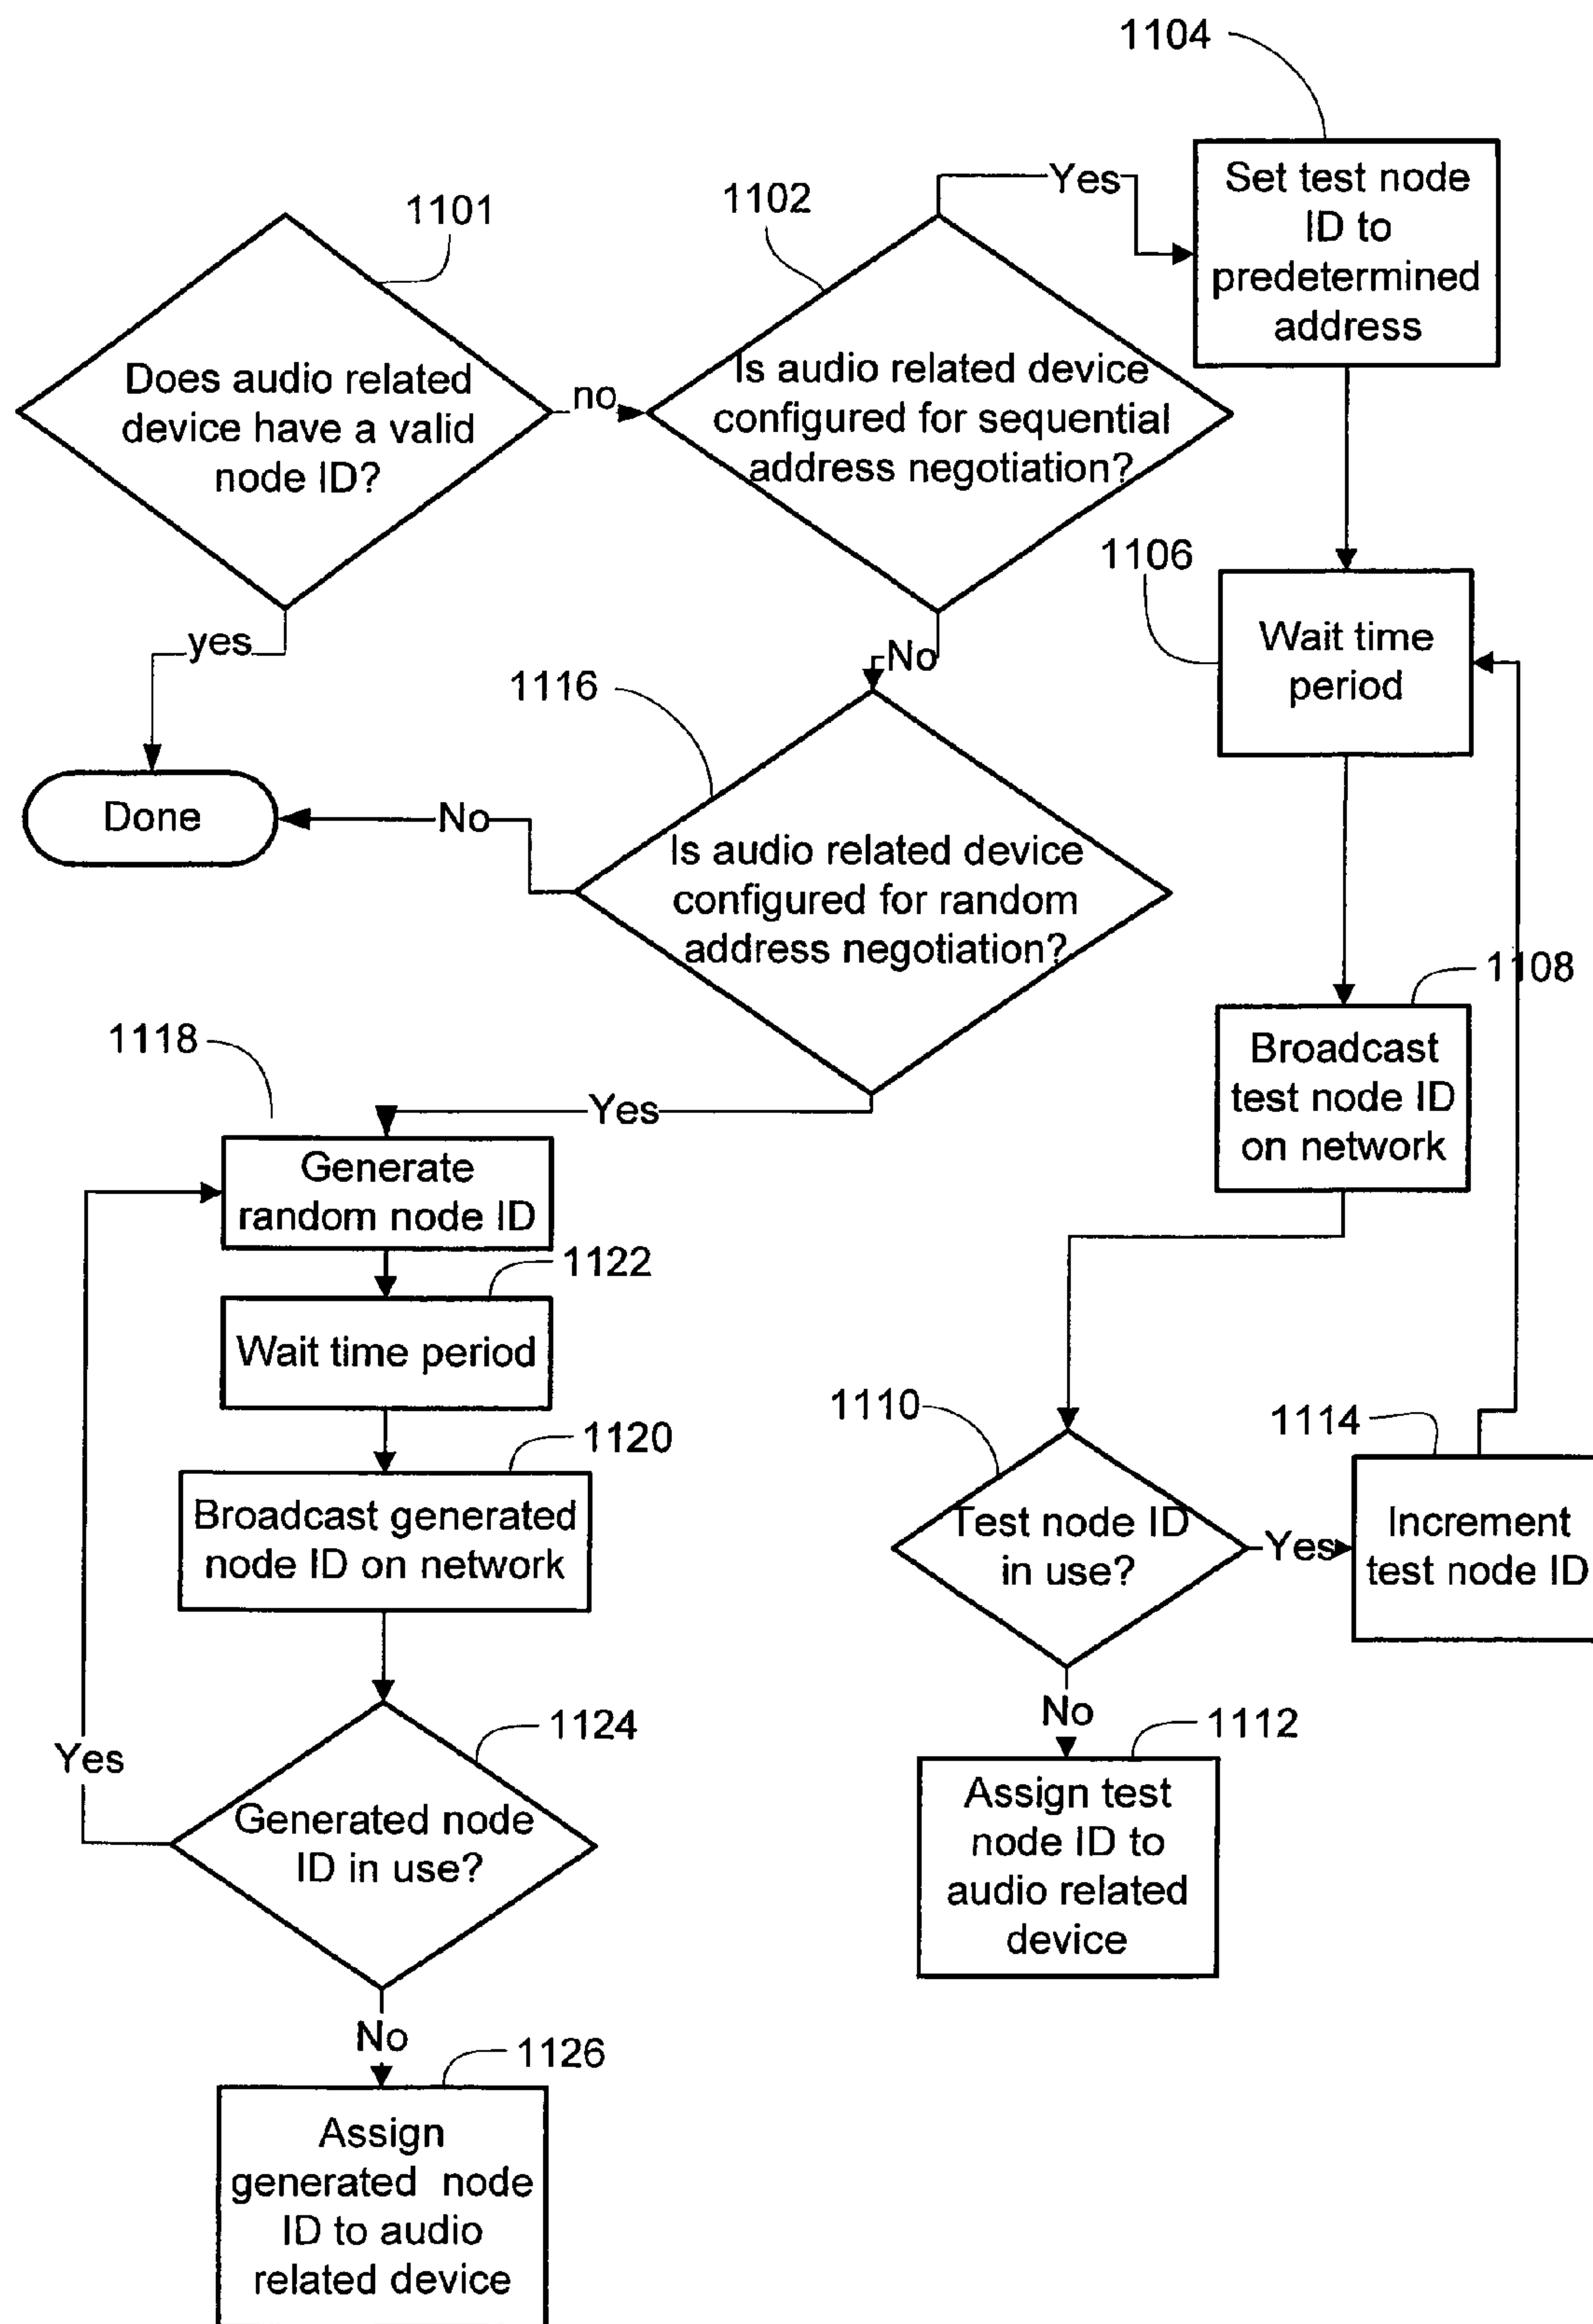 1104
Set test node
ID to
predetermined
address
1101
1102
Yes
Does audio related
device have a valid
node ID?
no
Is audio related device
configured for sequential
address negotiation?
yes
No
1106
Wait time
period
Done
No
1116
Is audio related device
configured for random
address negotiation?
1108
Broadcast
test node ID
on network
1118
Yes
Generate
random node ID
1122
Wait time period
1120
Broadcast generated
node ID on network
1110
Test node ID
in use?
Yes
1114
Increment
test node ID
No
1112
Assign test
node ID to
audio related
device
1124
Yes
Generated node
ID in use?
No
1126
Assign
generated node
ID to audio
related device